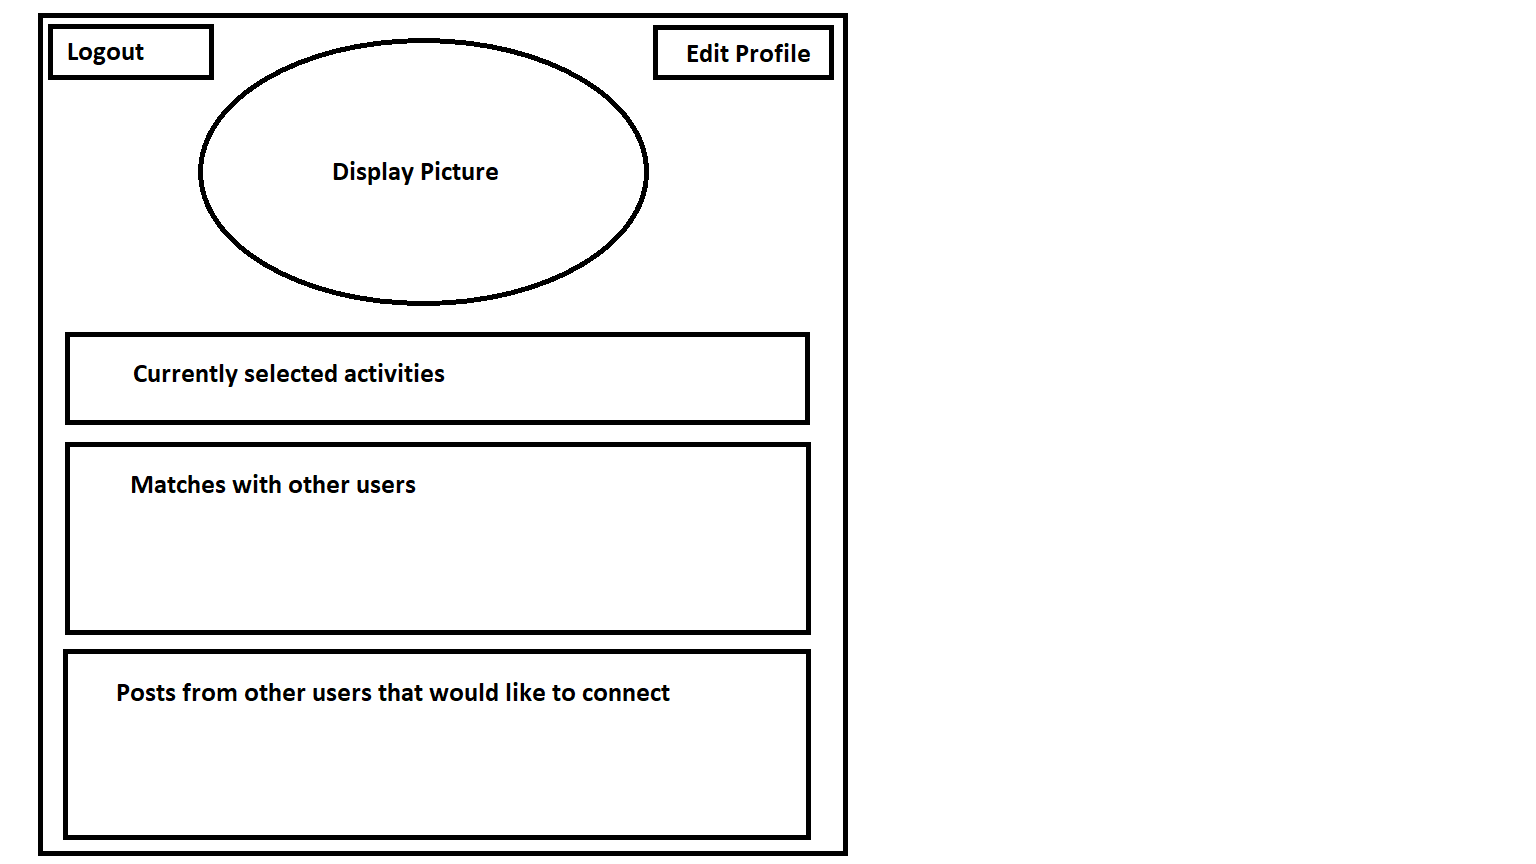 Logout
Edit Profile
Display Picture
Currently selected activities
Matches with other users
Posts from other users that would like to connect